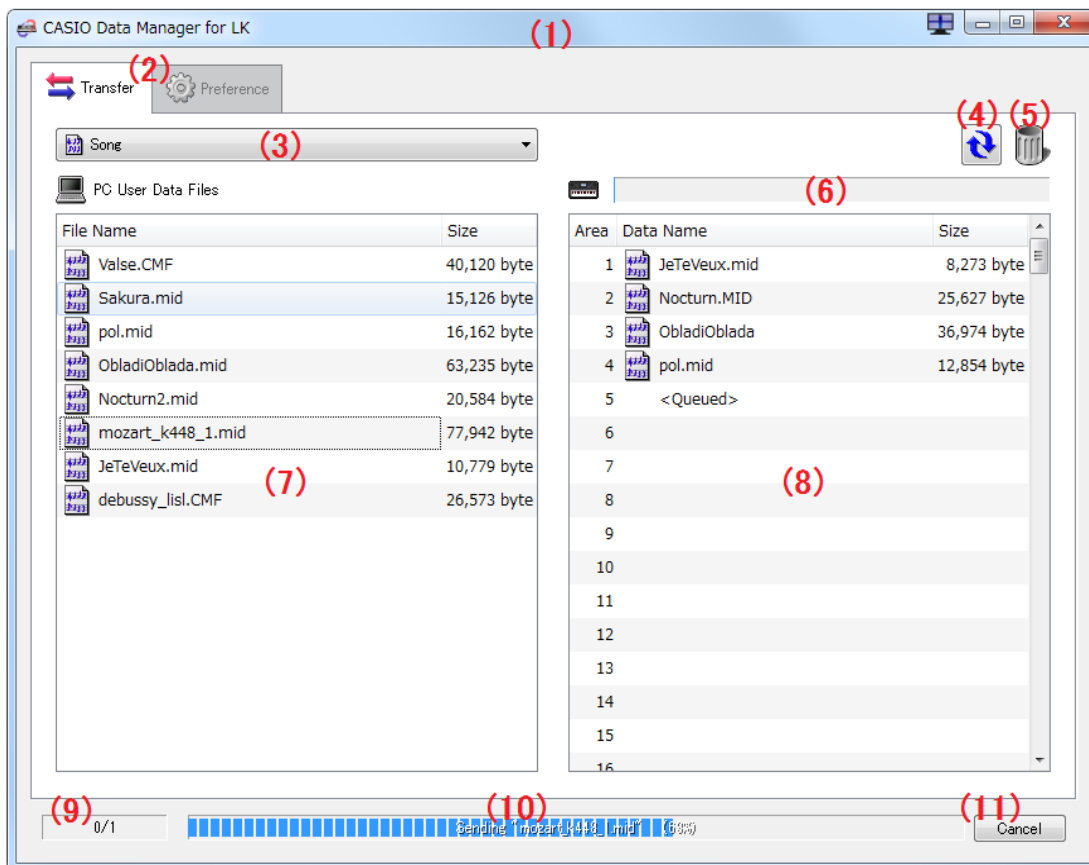 CASIO Data Manager for LK
(1)
(2)
Transfer
Preference
(3)
Song
(4)
(5)
PC User Data Files
(6)
File Name Size
Valse.CMF 40,120 byte
Sakura.mid 15,126 byte
pol.mid 16,162 byte
ObladiOblada.mid 63,235 byte
Nocturn2.mid 20,584 byte
mozart_k448_1.mid 77,942 byte
JeTeVeux.mid 10,779 byte
(7)
debussy_lisl.CMF 26,573 byte
Area Data Name Size
1 JeTeVeux.mid 8,273 byte
2 Nocturn.MID 25,627 byte
3 ObladiOblada 36,974 byte
4 pol.mid 12,854 byte
5 <Queued>
6
7
(8)
8
9
10
11
12
13
14
15
16
(9)
0/1
(10)
Sending "mozart_k448_1.mid" (63%)
(11)
Cancel